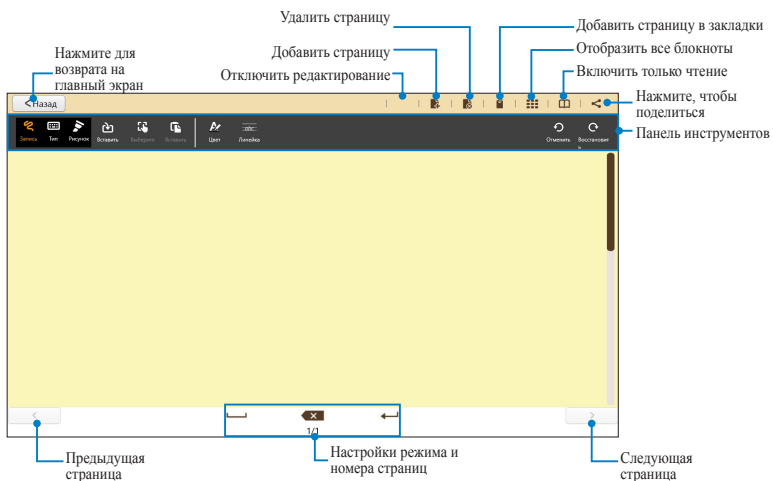 Удалить страницу
Добавить страницу в закладки
Нажмите для
возврата на
главный экран
Добавить страницу
Отобразить все блокноты
Отключить редактирование
Включить только чтение
Нажмите, чтобы
поделиться
Назад
Панель инструментов
Запись Тип Рисунок Вставить Выберите Вставить Цвет Линейка Отменить Восстановит
ь
1/1
Предыдущая
страница
Настройки режима и
номера страниц
Следующая
страница